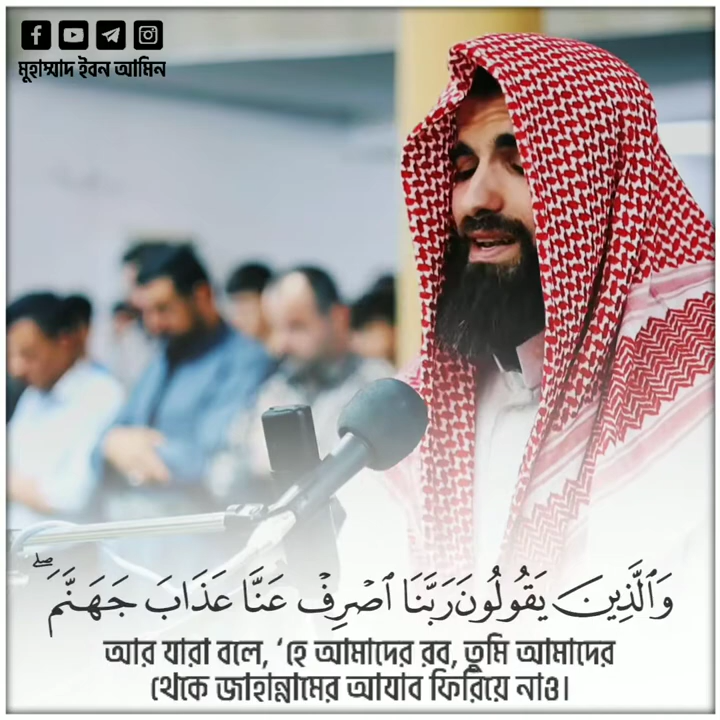 মুহাম্মাদ ইবন আমিন
وَٱلَّذِينَ يَقُولُونَ رَبَّنَا ٱصۡرِفۡ عَنَّا عَذَابَ جَهَنَّمَۖ
আর যারা বলে, ‘হে আমাদের রব, তুমি আমাদের
থেকে জাহান্নামের আযাব ফিরিয়ে নাও।